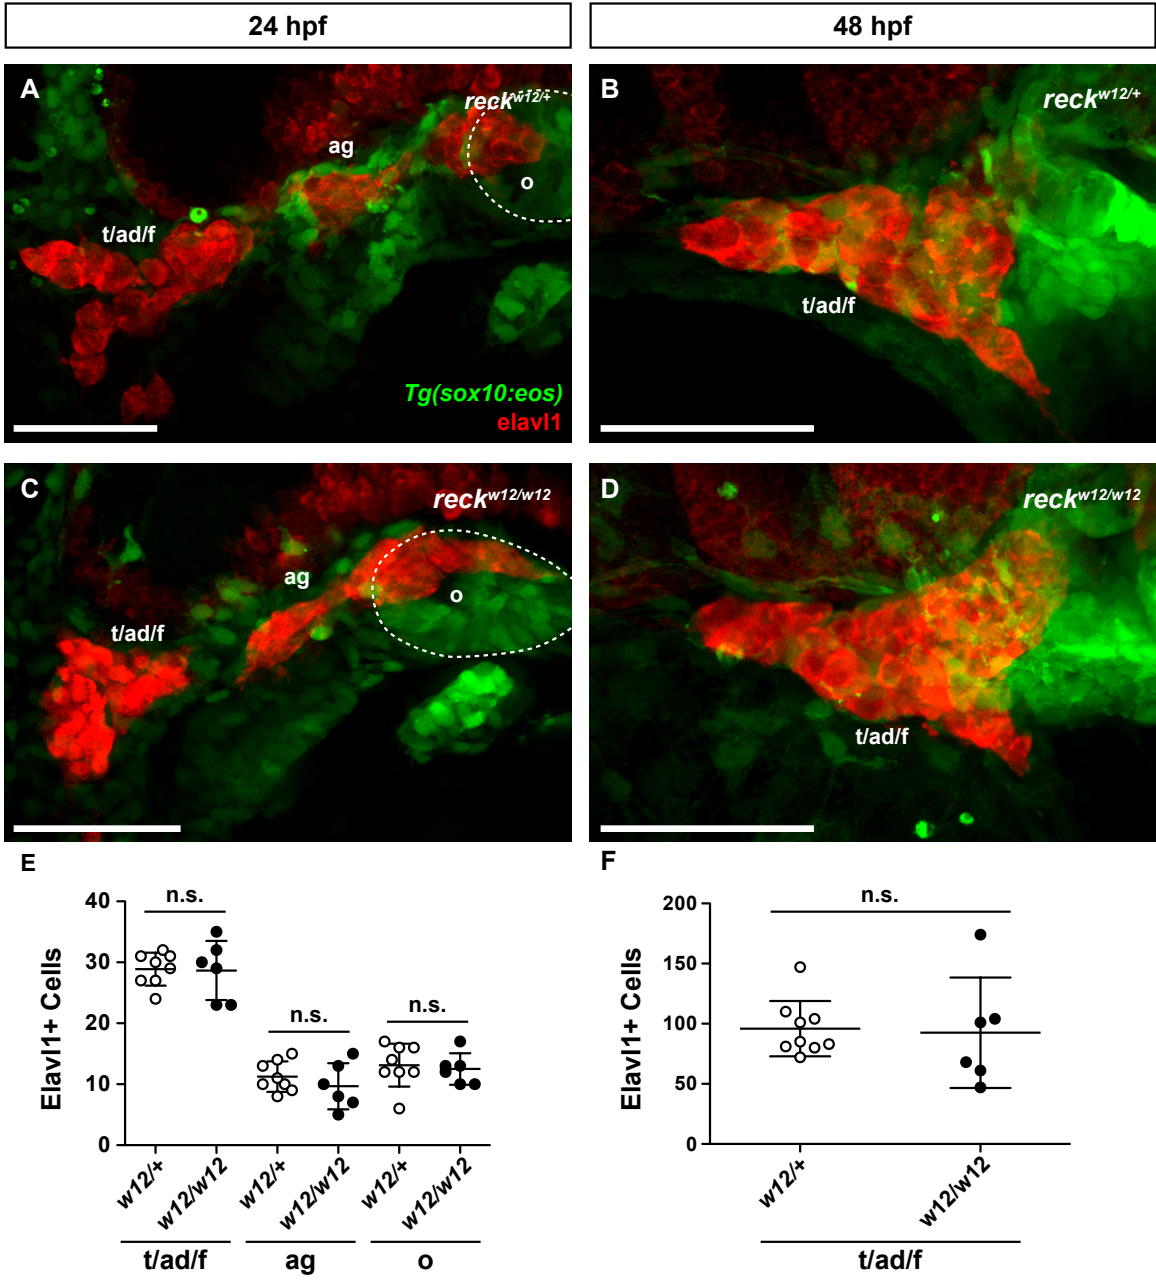 24 hpf
48 hpf
A
reck^w12/+
ag
o
t/ad/f
Tg(sox10:eos)
elavl1
B
reck^w12/+
t/ad/f
C
reck^w12/w12
ag
o
t/ad/f
D
reck^w12/w12
t/ad/f
E
Elavl1+ Cells
40
30
20
10
0
n.s.
n.s.
n.s.
w12/+
w12/w12
w12/+
w12/w12
w12/+
w12/w12
t/ad/f
ag
o
F
Elavl1+ Cells
200
150
100
50
0
n.s.
w12/+
w12/w12
t/ad/f